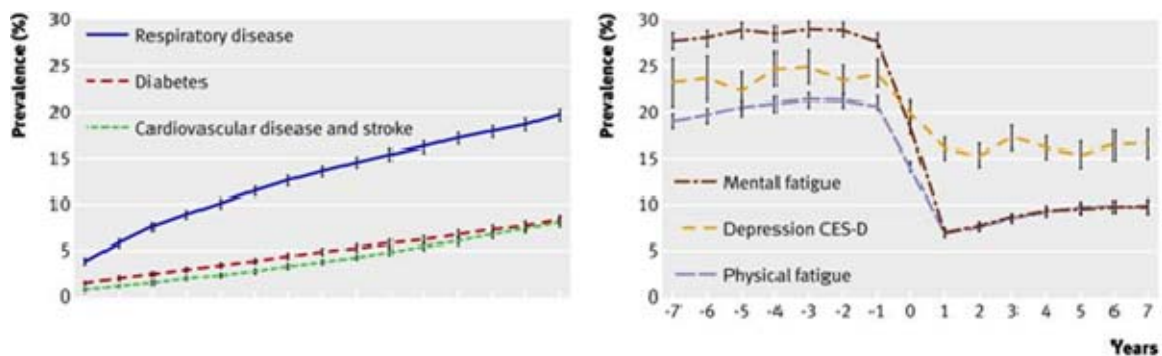 Prevalence (%)
30
25
20
15
10
5
0
Respiratory disease
Diabetes
Cardiovascular disease and stroke
Prevalence (%)
30
25
20
15
10
5
0
Mental fatigue
Depression CES-D
Physical fatigue
-7 -6 -5 -4 -3 -2 -1 0 1 2 3 4 5 6 7
Years